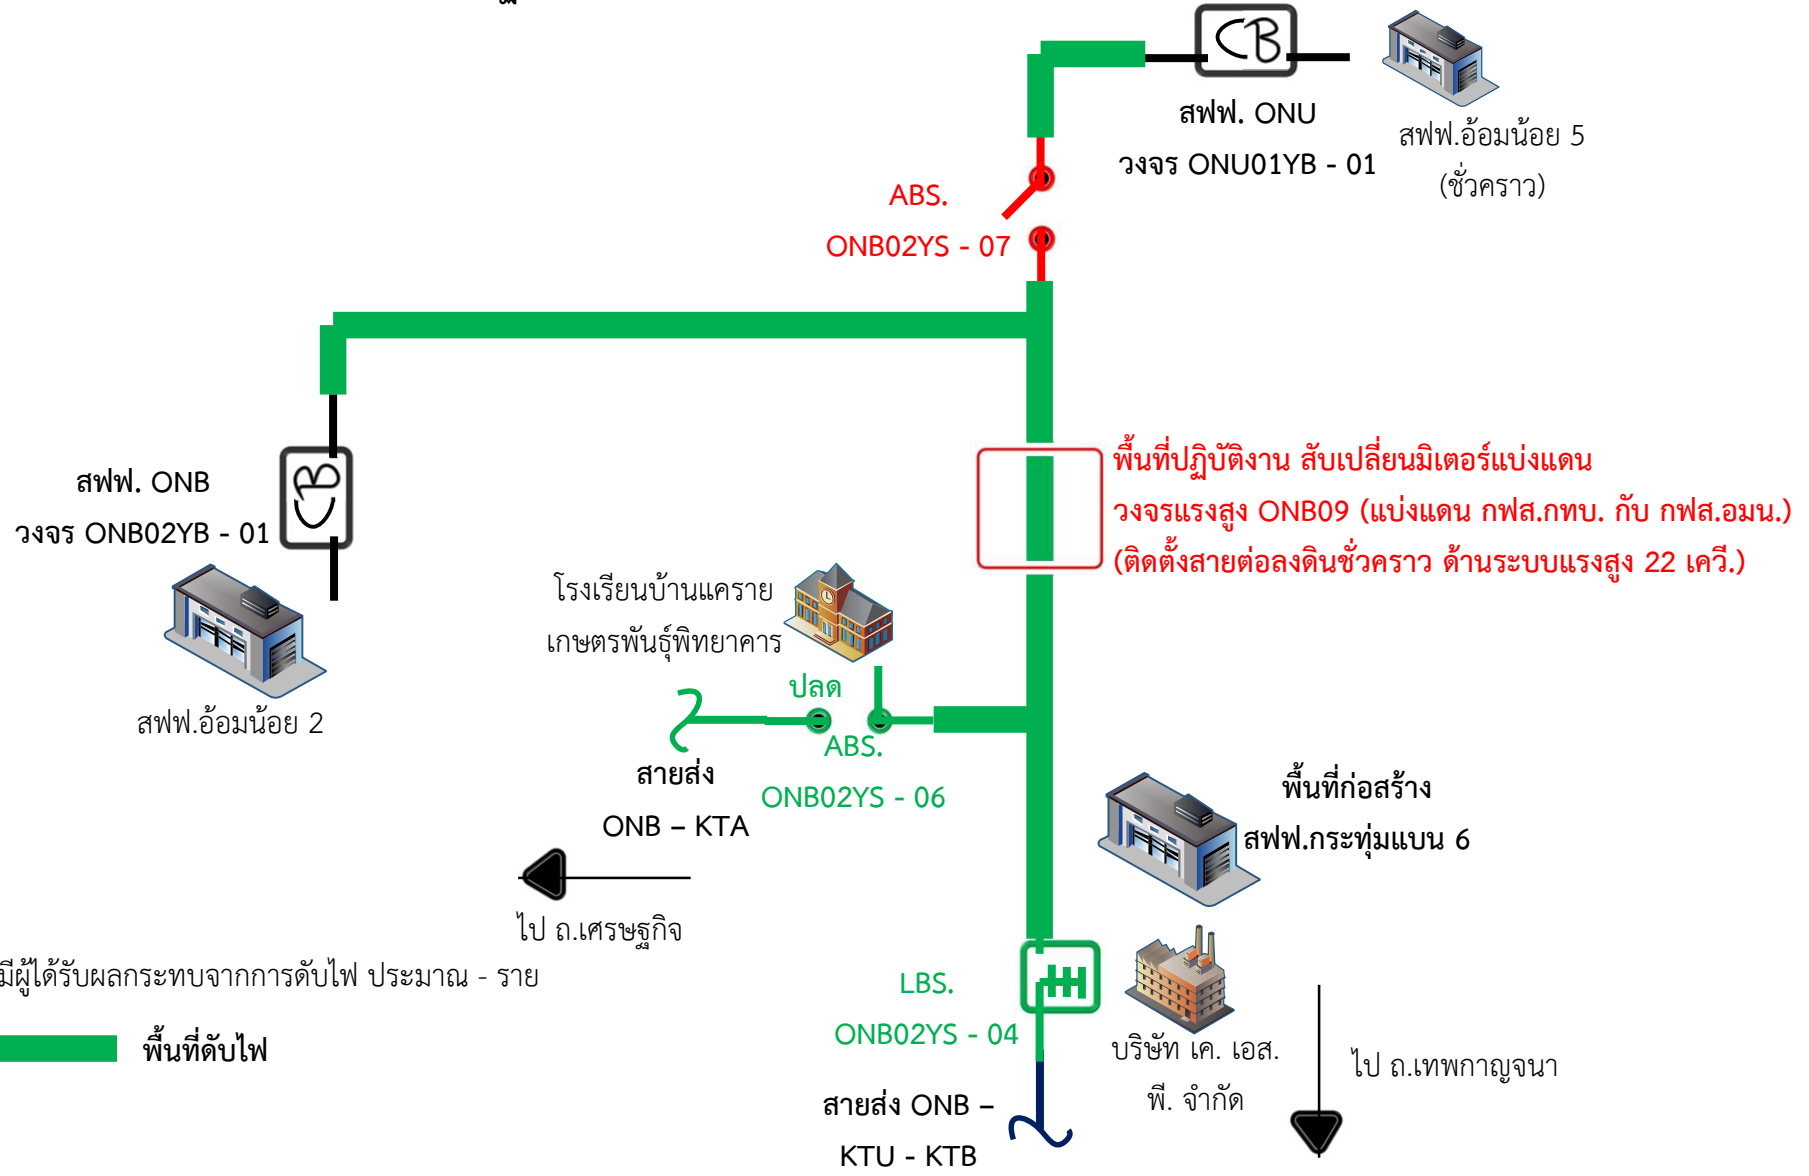 CB
สฟฟ. ONU
วงจร ONU01YB - 01
สฟฟ.อ้อมน้อย 5
(ชั่วคราว)
ABS.
ONB02YS - 07
สฟฟ. ONB
วงจร ONB02YB - 01
CB
สฟฟ.อ้อมน้อย 2
พื้นที่ปฏิบัติงาน สับเปลี่ยนมิเตอร์แบ่งแดน
วงจรแรงสูง ONB09 (แบ่งแดน กฟส.กทบ. กับ กฟส.อมน.)
(ติดตั้งสายต่อลงดินชั่วคราว ด้านระบบแรงสูง 22 เควี.)
โรงเรียนบ้านแคราย
เกษตรพันธุ์พิทยาคาร
ปลด
ABS.
ONB02YS - 06
สายส่ง
ONB – KTA
ไป ถ.เศรษฐกิจ
พื้นที่ก่อสร้าง
สฟฟ.กระทุ่มแบน 6
มีผู้ได้รับผลกระทบจากการดับไฟ ประมาณ - ราย
พื้นที่ดับไฟ
LBS.
ONB02YS - 04
บริษัท เค. เอส.
พี. จำกัด
ไป ถ.เทพกาญจนา
สายส่ง ONB –
KTU - KTB